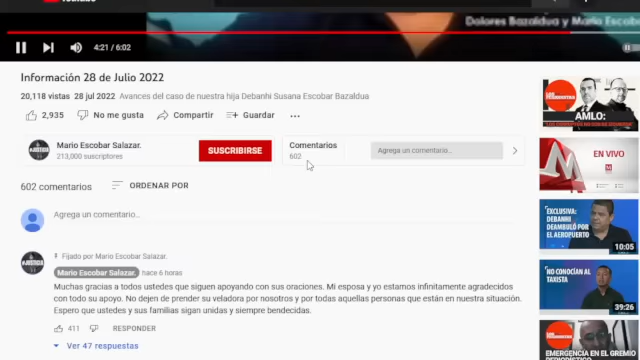 Dolores Bazaldua y Mario Escobar
4:21 / 6:02
Información 28 de Julio 2022
20,118 vistas 28 jul 2022 Avances del caso de nuestra hija Debanhi Susana Escobar Bazaldua
2,935 No me gusta Compartir Guardar ...
Mario Escobar Salazar.
213,000 suscriptores
SUSCRIBIRSE
Comentarios
602
Agrega un comentario...
602 comentarios ORDENAR POR
Agrega un comentario...
Fijado por Mario Escobar Salazar.
Mario Escobar Salazar. hace 6 horas
Muchas gracias a todos ustedes que siguen apoyando con sus oraciones. Mi esposa y yo estamos infinitamente agradecidos
con todo su apoyo. No dejen de prender su veladora por nosotros y por todas aquellas personas que están en nuestra situación.
Espero que ustedes y sus familias sigan unidas y siempre bendecidas.
411 RESPONDER
Ver 47 respuestas
AMLO:
EN VIVO
EXCLUSIVA:
DEBANHI
DEAMBULÓ POR
EL AEROPUERTO
10:05
NO CONOCÍAN AL
TAXISTA
39:26
EMERGENCIA EN EL GREMIO
PERIODÍSTICO